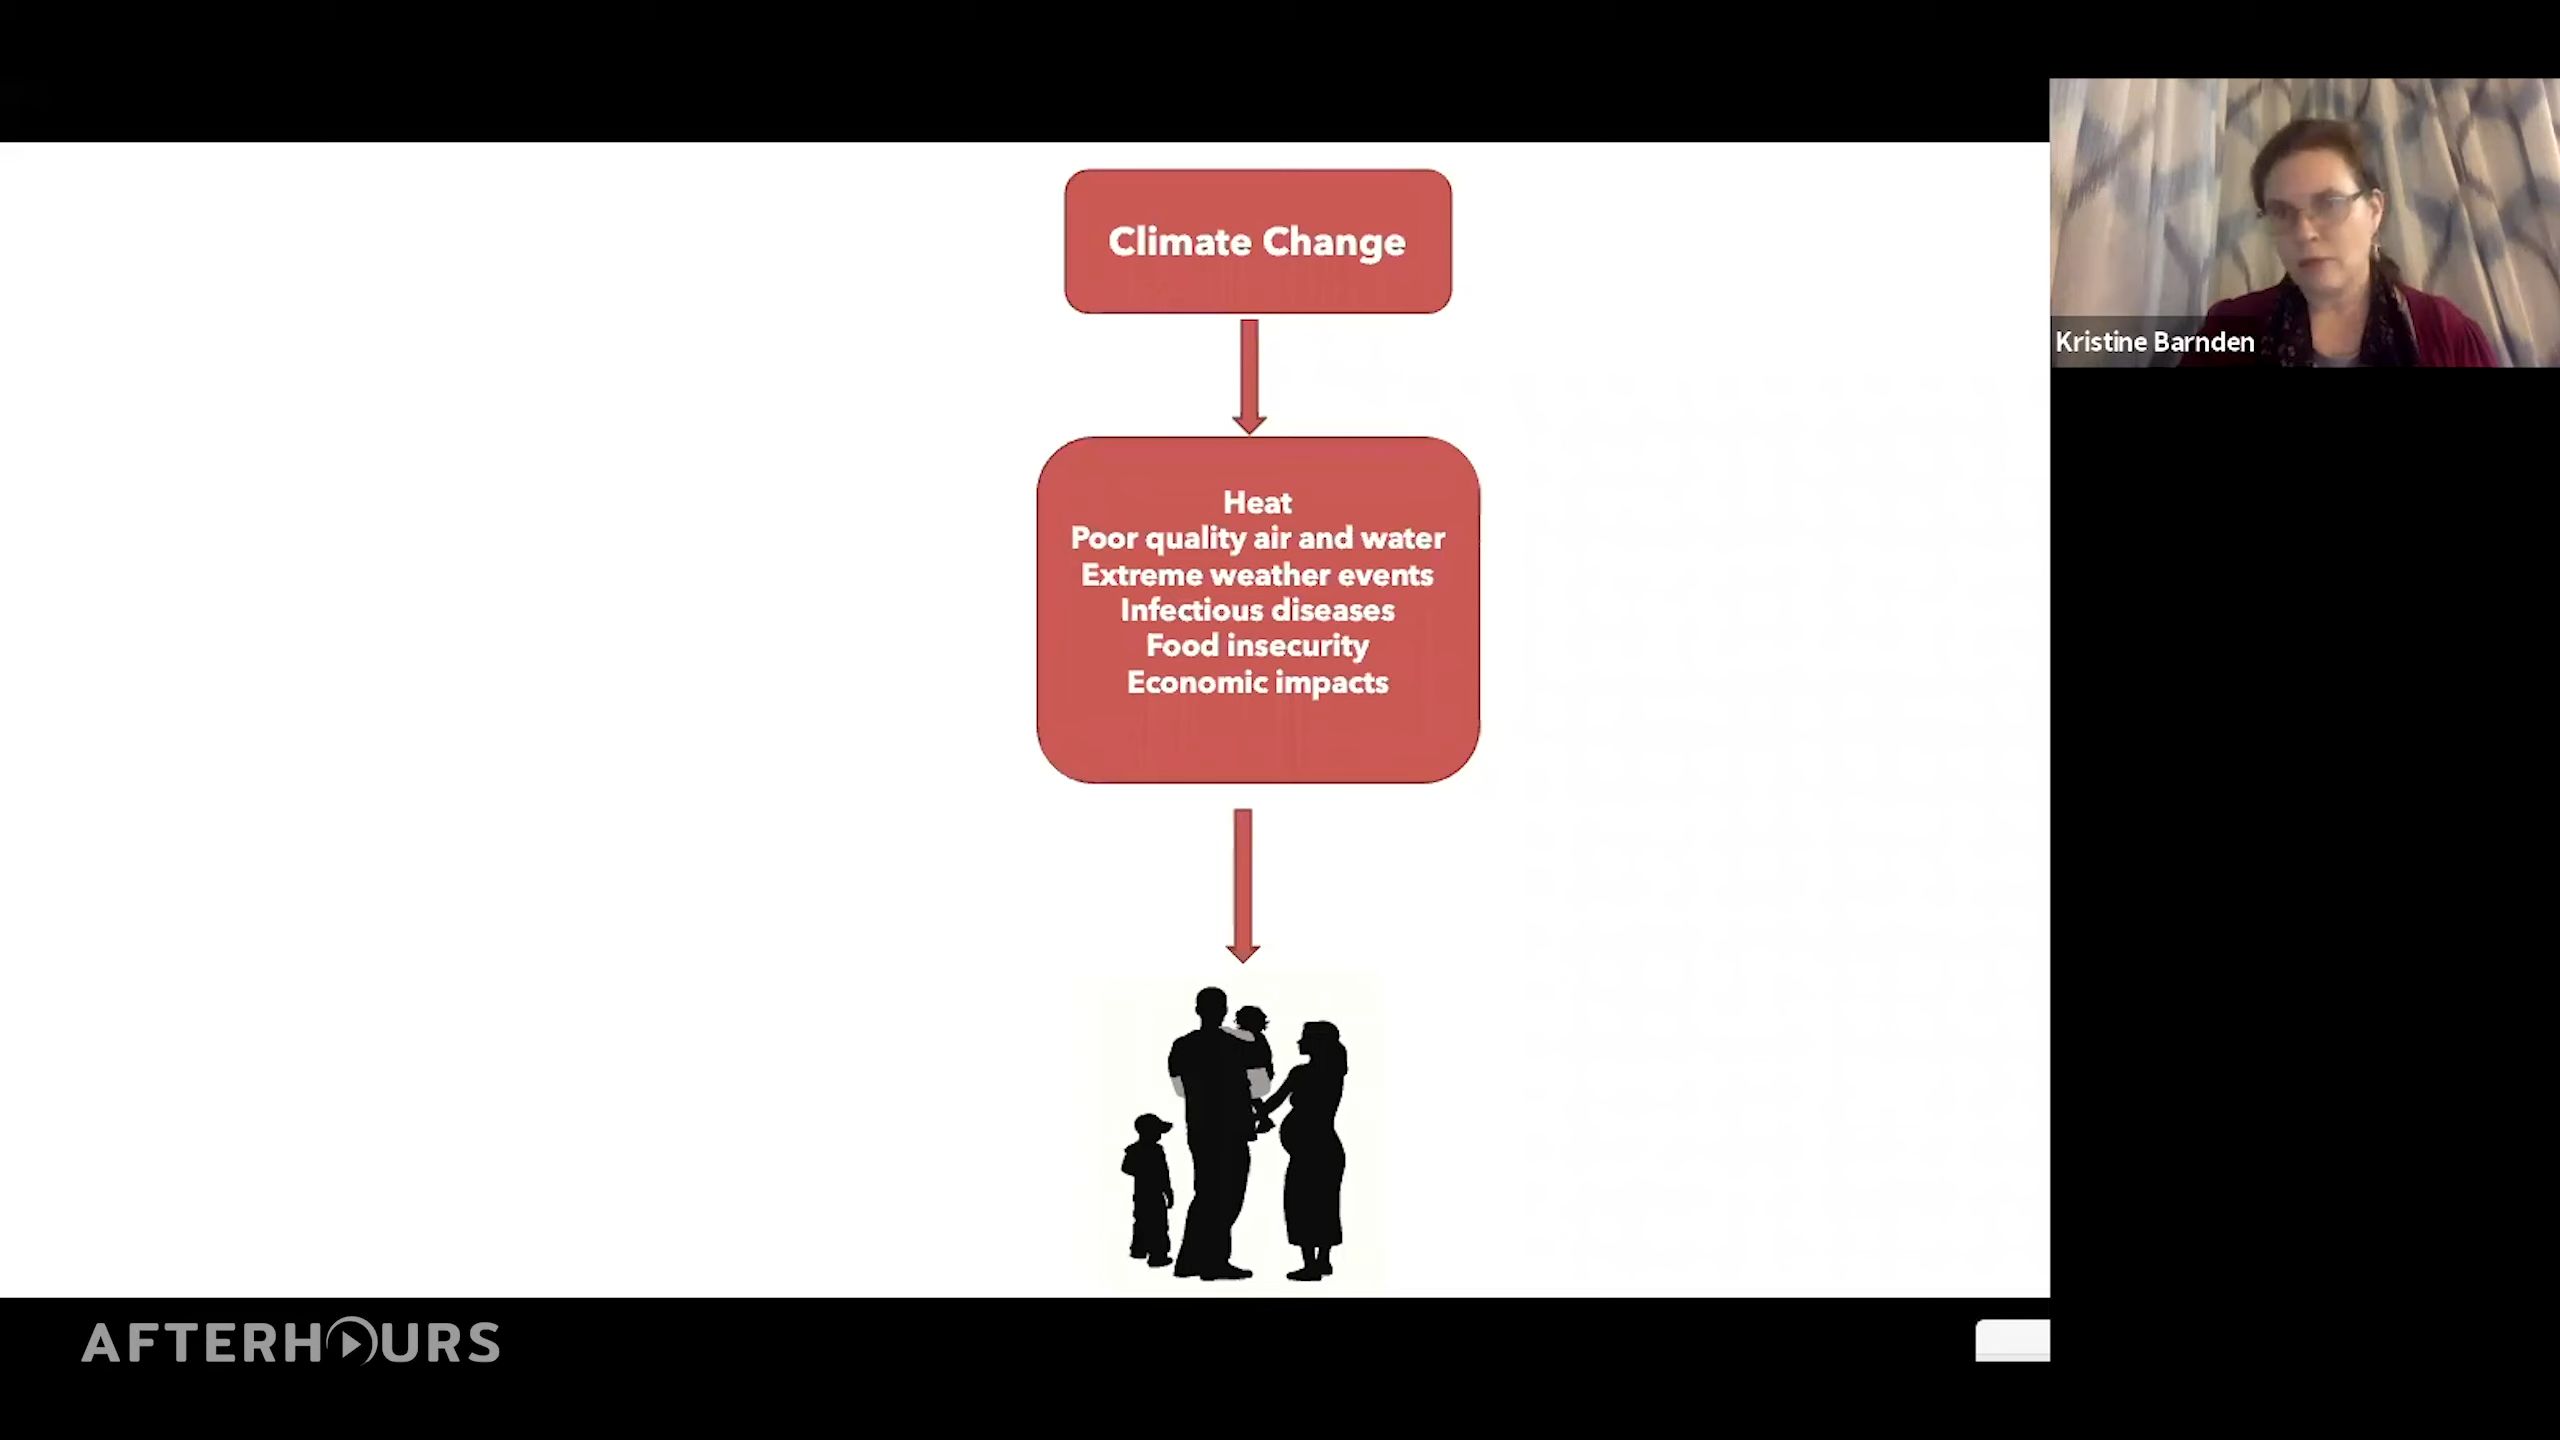 Climate Change
Heat
Poor quality air and water
Extreme weather events
Infectious diseases
Food insecurity
Economic impacts
Kristine Barnden
AFTERHOURS